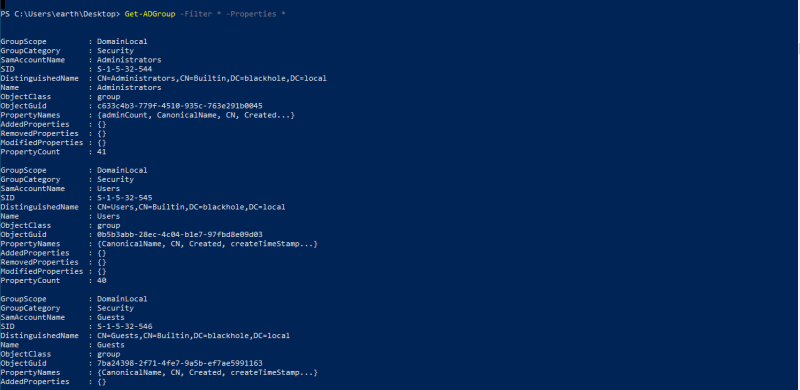 PS C:\Users\earth\Desktop> Get-ADGroup -Filter * -Properties *
GroupScope : DomainLocal
GroupCategory : Security
SamAccountName : Administrators
SID : S-1-5-32-544
DistinguishedName : CN=Administrators,CN=Builtin,DC=blackhole,DC=local
Name : Administrators
ObjectClass : group
ObjectGuid : c633c4b3-779f-4510-935c-763e291b0045
PropertyNames : {adminCount, CanonicalName, CN, Created...}
AddedProperties : {}
RemovedProperties : {}
ModifiedProperties : {}
PropertyCount : 41
GroupScope : DomainLocal
GroupCategory : Security
SamAccountName : Users
SID : S-1-5-32-545
DistinguishedName : CN=Users,CN=Builtin,DC=blackhole,DC=local
Name : Users
ObjectClass : group
ObjectGuid : 0b5b3abb-28ec-4c04-b1e7-97fbd8e09d03
PropertyNames : {CanonicalName, CN, Created, createTimeStamp...}
AddedProperties : {}
RemovedProperties : {}
ModifiedProperties : {}
PropertyCount : 40
GroupScope : DomainLocal
GroupCategory : Security
SamAccountName : Guests
SID : S-1-5-32-546
DistinguishedName : CN=Guests,CN=Builtin,DC=blackhole,DC=local
Name : Guests
ObjectClass : group
ObjectGuid : 7ba24398-2f71-4fe7-9a5b-ef7ae5991163
PropertyNames : {CanonicalName, CN, Created, createTimeStamp...}
AddedProperties : {}